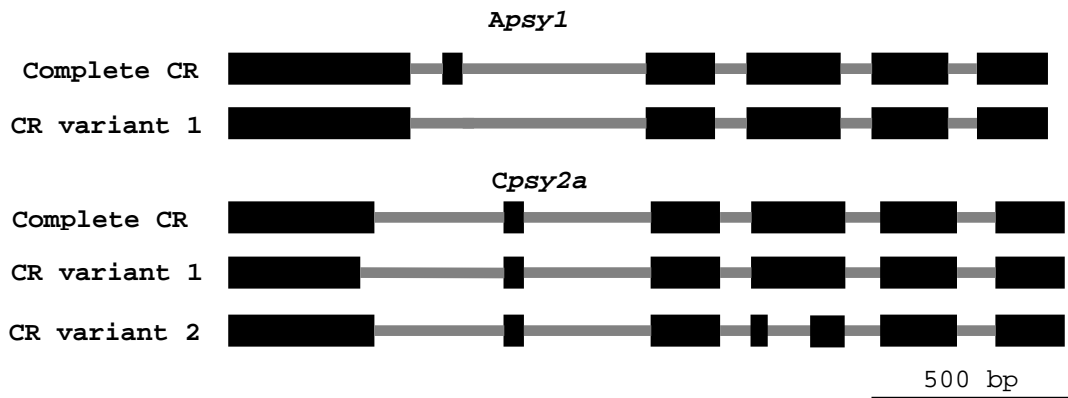 Apsy1
Complete CR
CR variant 1
Cpsy2a
Complete CR
CR variant 1
CR variant 2
500 bp